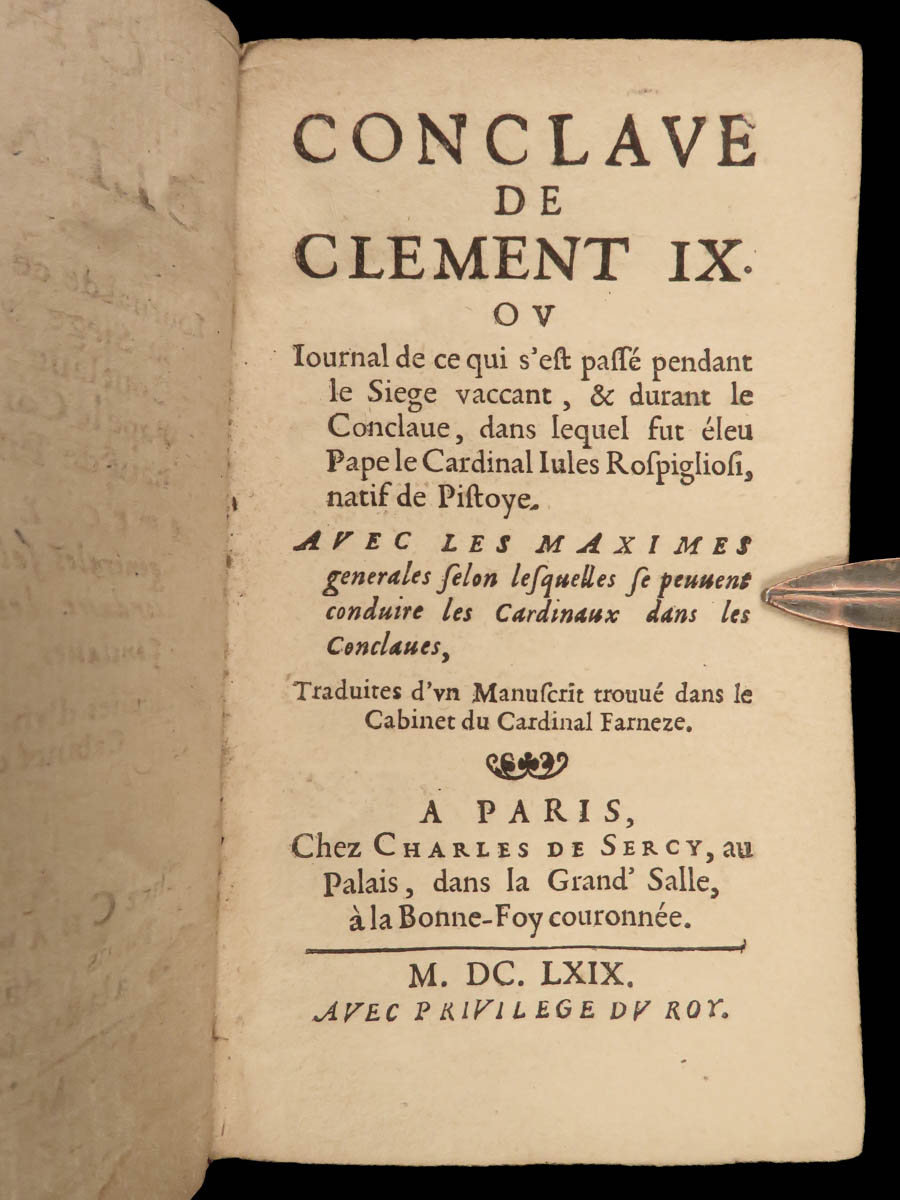 CONCLAVE
DE
CLEMENT IX.
OV
Iournal de ce qui s'eſt paſſé pendant
le Siege vaccant, & durant le
Conclaue, dans lequel fut éleu
Pape le Cardinal Iules Roſpiglioſi,
natif de Piſtoye.
AVEC LES MAXIMES
generales ſelon leſquelles ſe peuuent
conduire les Cardinaux dans les
Conclaues,
Traduites d'vn Manuſcrit trouué dans le
Cabinet du Cardinal Farneze.
A PARIS,
Chez CHARLES DE SERCY, au
Palais, dans la Grand' Salle,
à la Bonne-Foy couronnée.
M. DC. LXIX.
AVEC PRIVILEGE DV ROY.